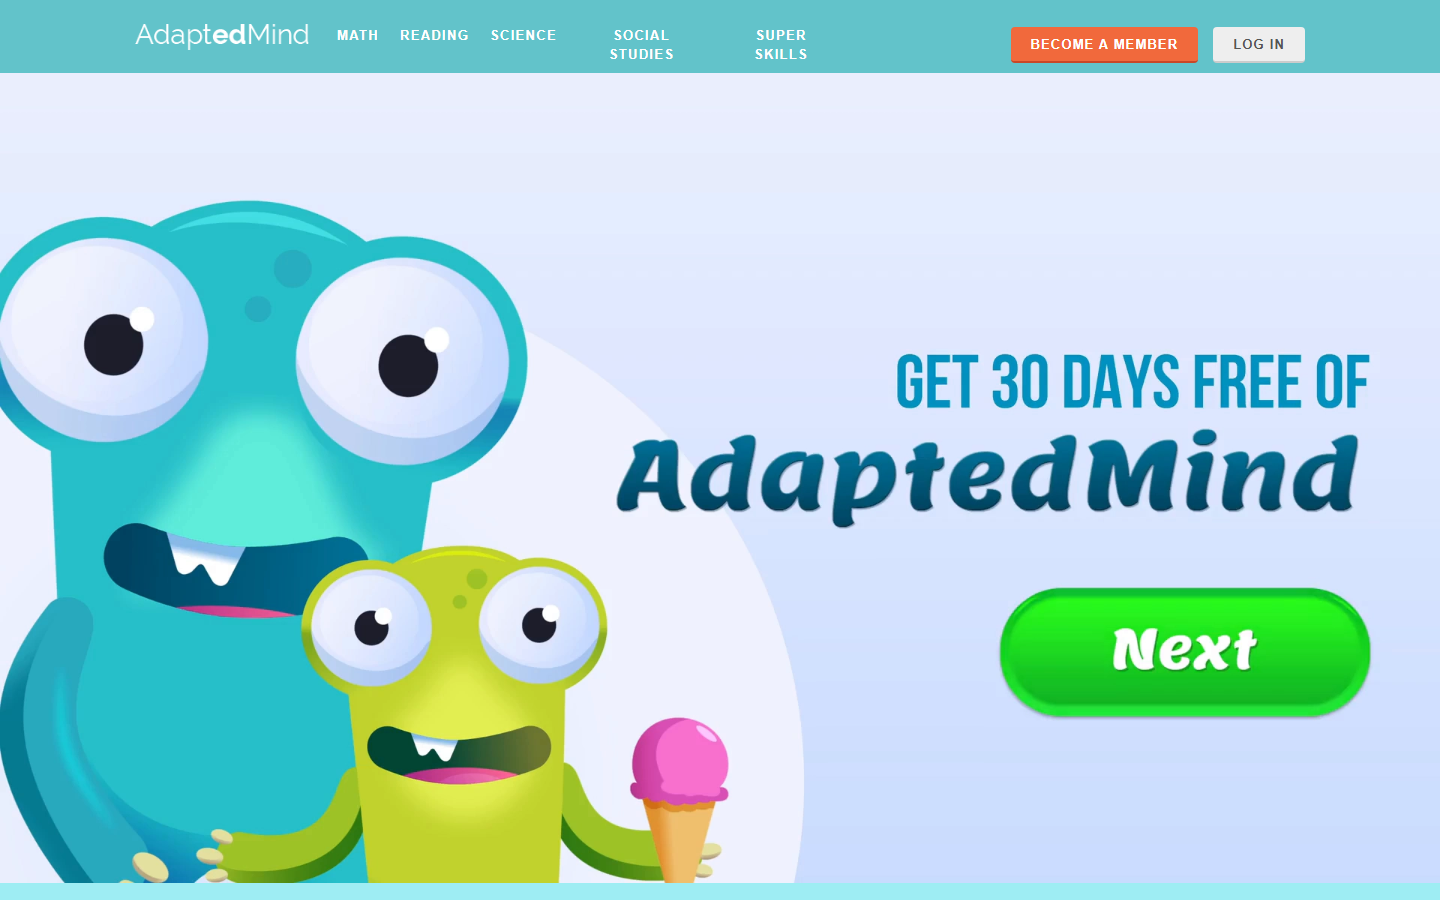 AdaptedMind
MATH
READING
SCIENCE
SOCIAL
STUDIES
SUPER
SKILLS
BECOME A MEMBER
LOG IN
GET 30 DAYS FREE OF
AdaptedMind
Next